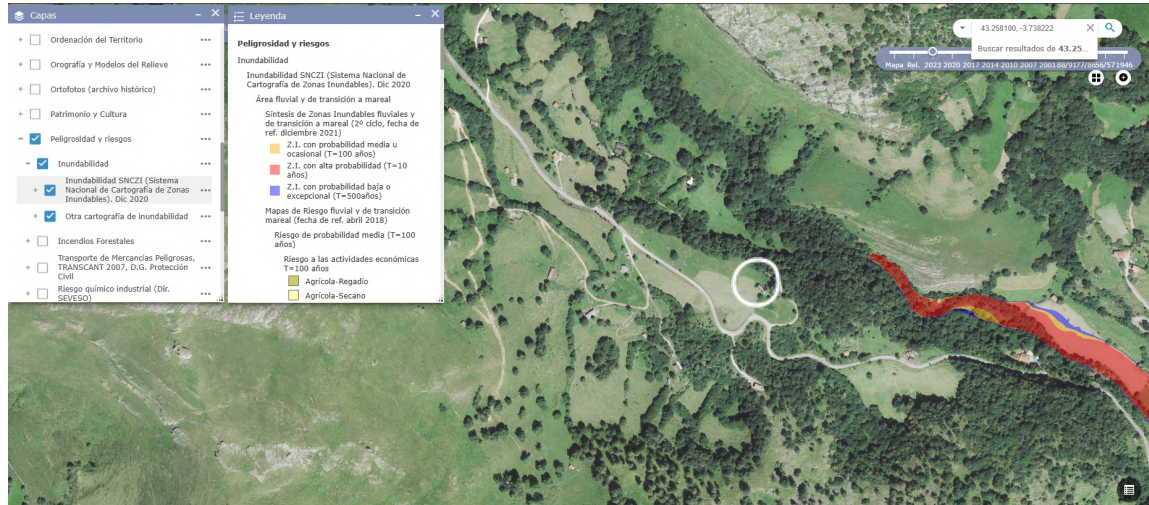 Capas
Ordenación del Territorio
Orografía y Modelos del Relieve
Ortofotos (archivo histórico)
Patrimonio y Cultura
Peligrosidad y riesgos
Inundabilidad
Inundabilidad SNCZI (Sistema
Nacional de Cartografía de Zonas
Inundables). Dic 2020
Otra cartografía de inundabilidad
Incendios Forestales
Transporte de Mercancías Peligrosas,
TRANSCANT 2007, D.G. Protección
Civil
Riesgo químico industrial (Dir.
SEVESO)
Leyenda
Peligrosidad y riesgos
Inundabilidad
Inundabilidad SNCZI (Sistema Nacional de
Cartografía de Zonas Inundables). Dic 2020
Área fluvial y de transición a mareal
Síntesis de Zonas Inundables fluviales y
de transición a mareal (2º ciclo, fecha de
ref. diciembre 2021)
Z.I. con probabilidad media u
ocasional (T=100 años)
Z.I. con alta probabilidad (T=10
años)
Z.I. con probabilidad baja o
excepcional (T=500años)
Mapas de Riesgo fluvial y de transición
mareal (fecha de ref. abril 2018)
Riesgo de probabilidad media (T=100
años)
Riesgo a las actividades económicas
T=100 años
Agrícola-Regadío
Agrícola-Secano
43.258100, -3.738222
Buscar resultados de 43.25...
Mapa Rel. 2023 2020 2017 2014 2010 2007 2001 88/91 77/86 56/57 1946